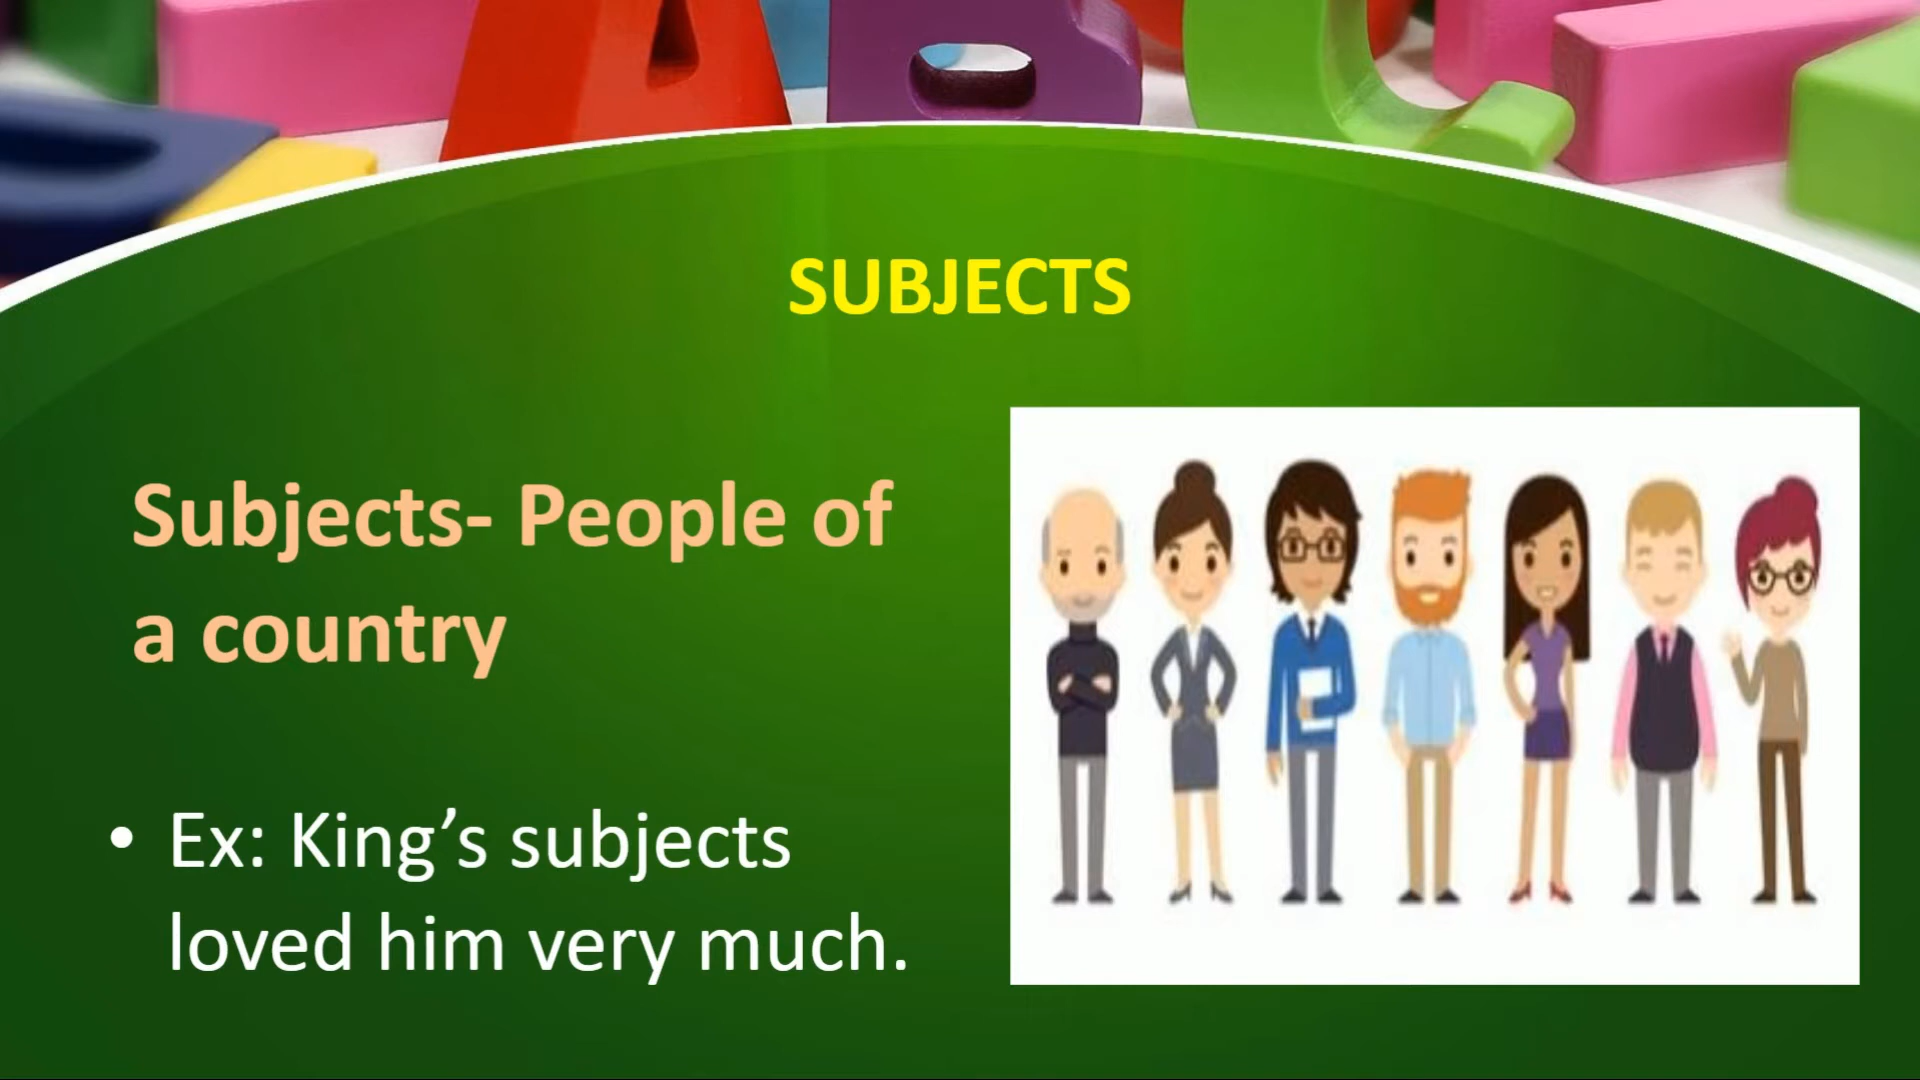 SUBJECTS
Subjects- People of
a country
• Ex: King’s subjects
loved him very much.